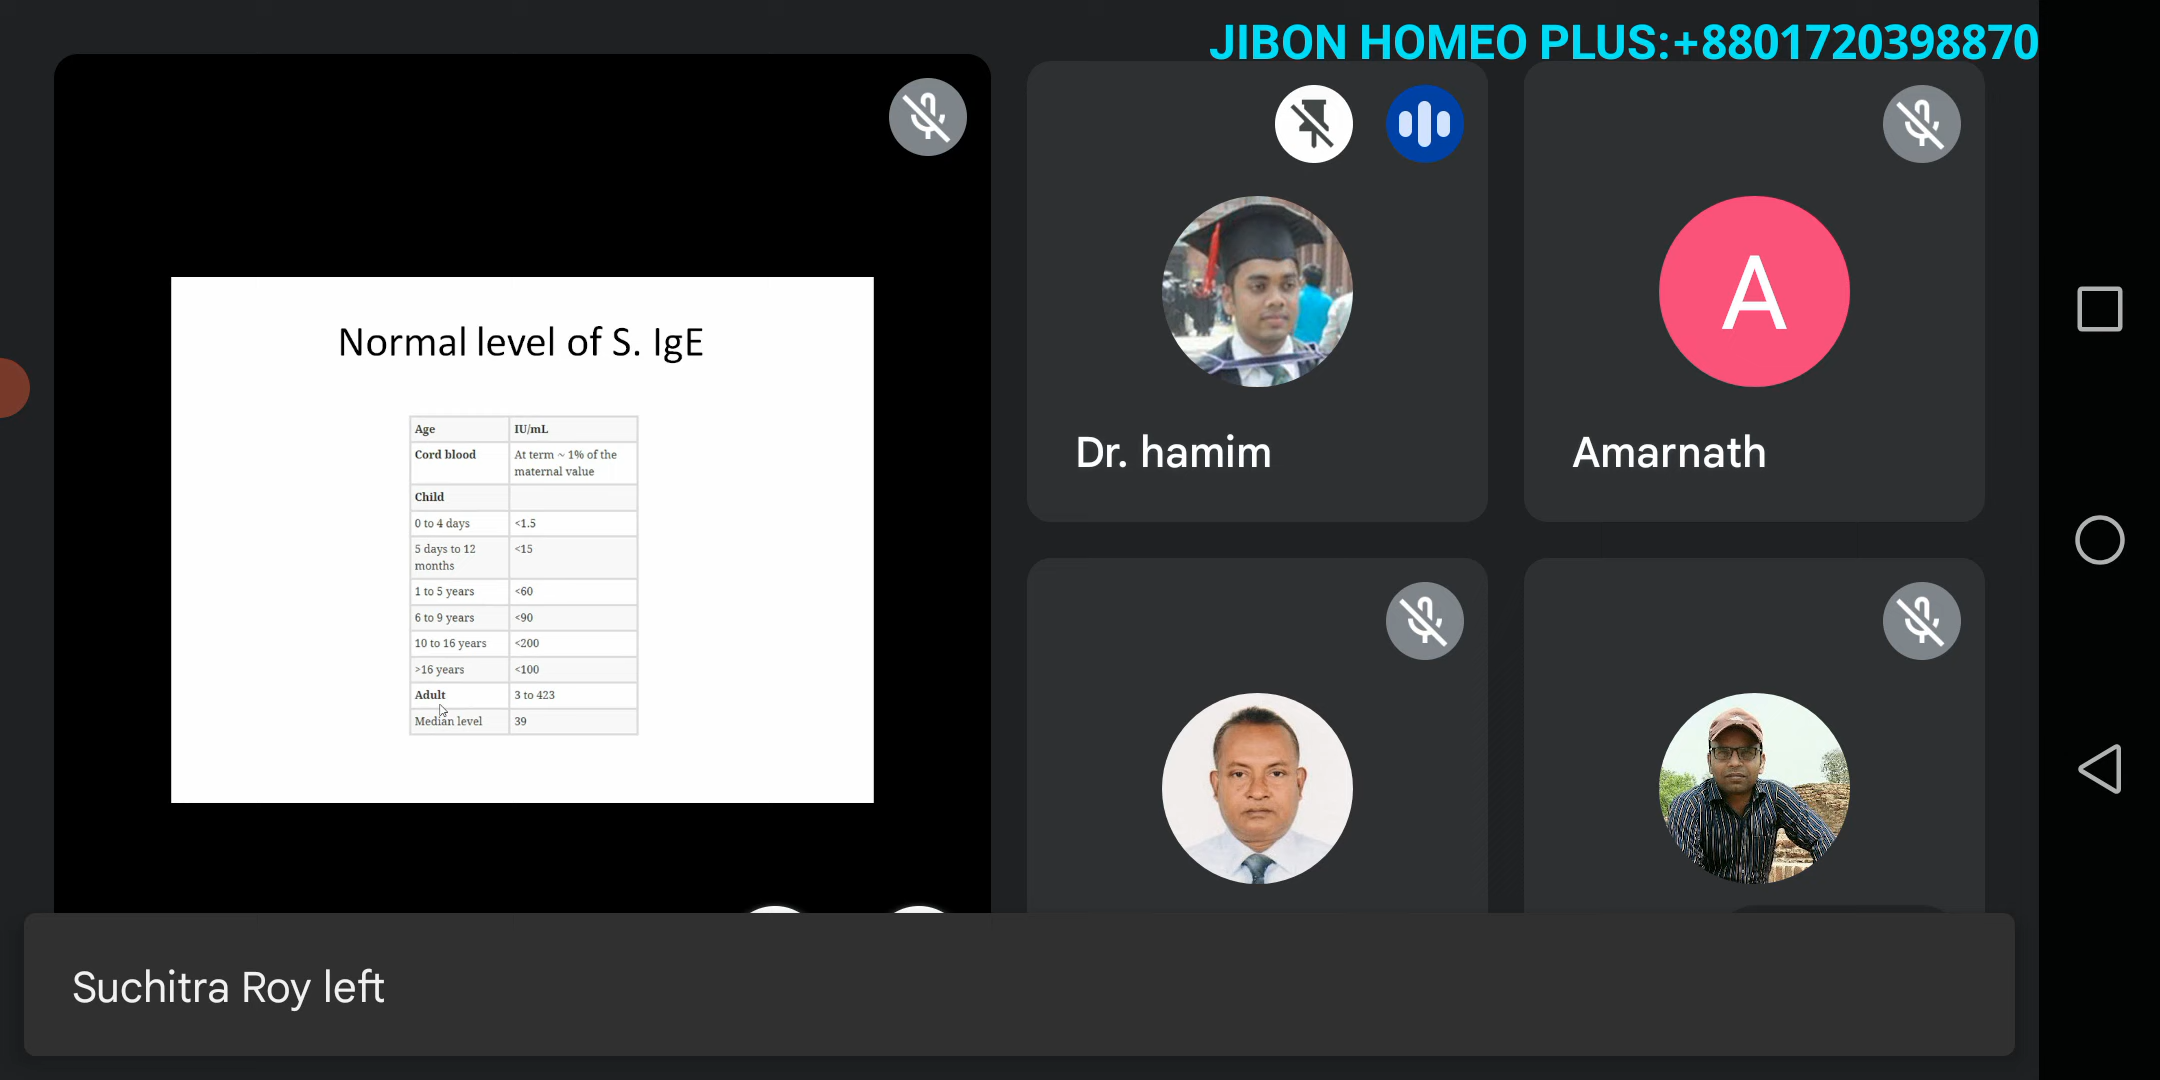 JIBON HOMEO PLUS:+8801720398870
Normal level of S. IgE
Age IU/mL
Cord blood At term ~ 1% of the
maternal value
Child
0 to 4 days <1.5
5 days to 12 <15
months
1 to 5 years <60
6 to 9 years <90
10 to 16 years <200
>16 years <100
Adult 3 to 423
Median level 39
Dr. hamim
A
Amarnath
Suchitra Roy left